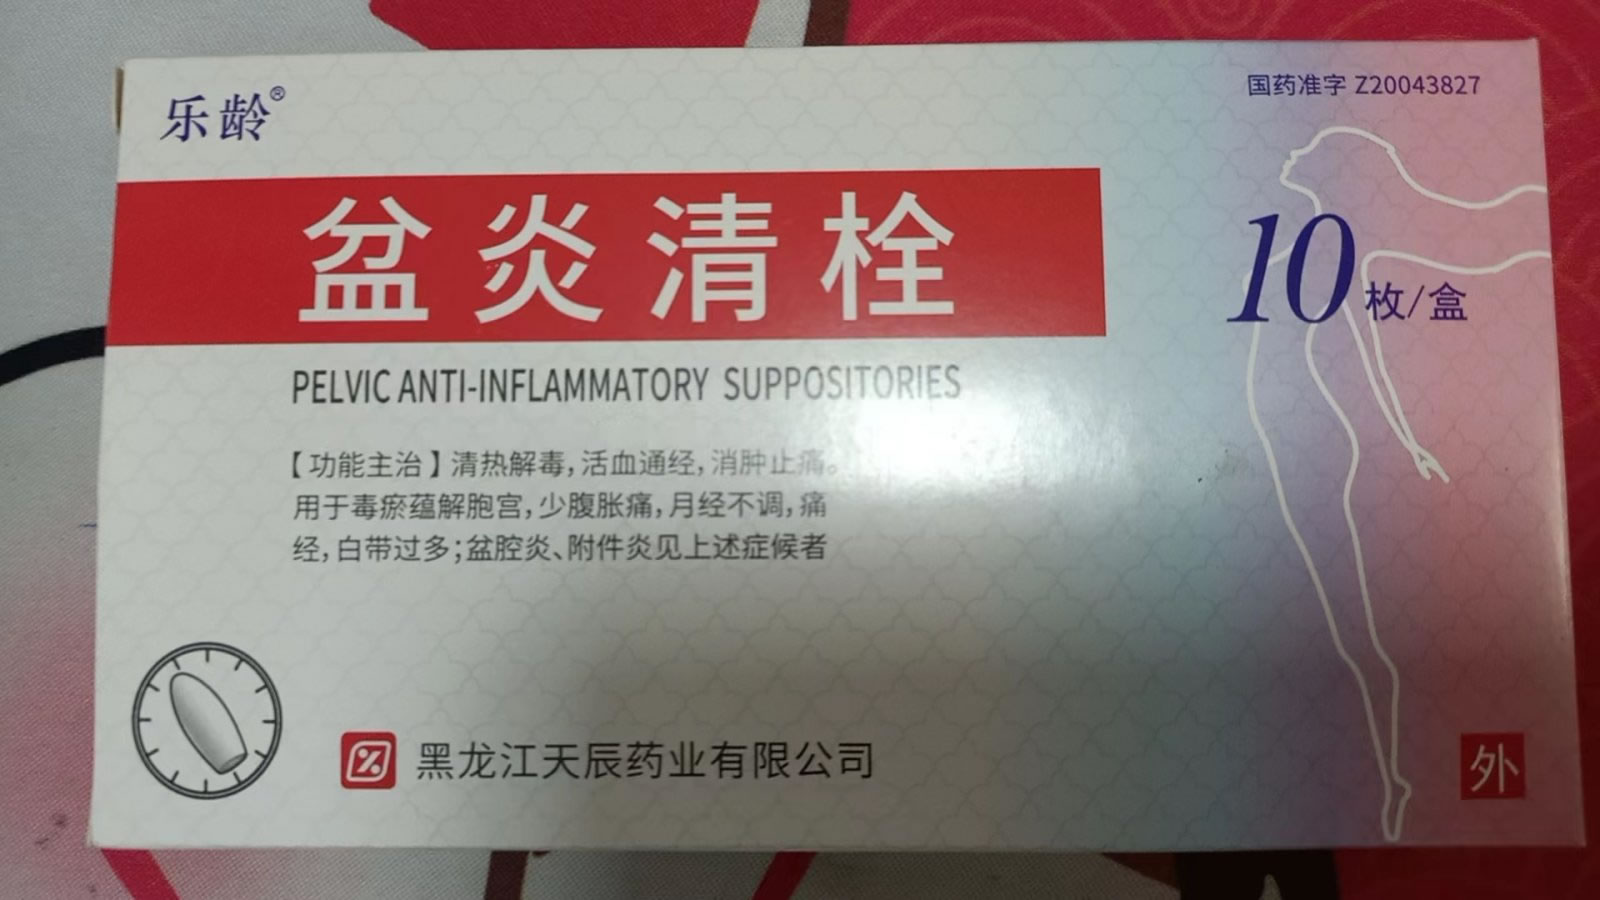 乐龄®
国药准字 Z20043827
盆炎清栓
10枚/盒
PELVIC ANTI-INFLAMMATORY SUPPOSITORIES
【功能主治】清热解毒,活血通经,消肿止痛。
用于毒瘀蕴解胞宫,少腹胀痛,月经不调,痛
经,白带过多;盆腔炎、附件炎见上述症候者
黑龙江天辰药业有限公司
外